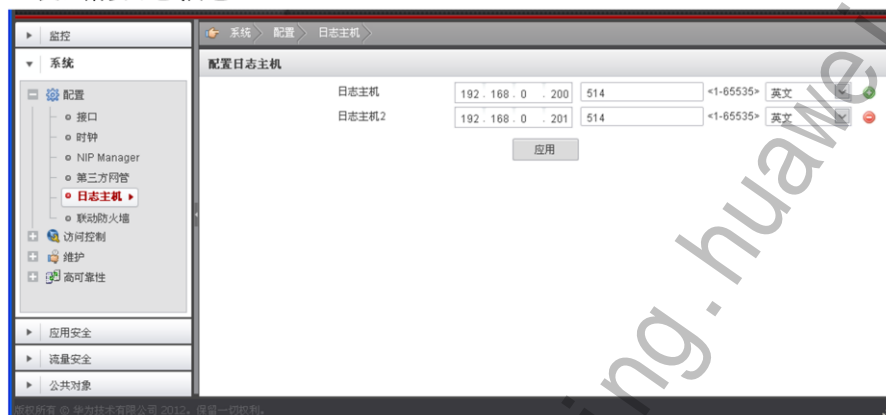 监控
系统
配置
接口
时钟
NIP Manager
第三方网管
日志主机
联动防火墙
访问控制
维护
高可靠性
应用安全
流量安全
公共对象
系统 配置 日志主机
配置日志主机
日志主机 192 . 168 . 0 . 200 514 <1-65535> 英文
日志主机2 192 . 168 . 0 . 201 514 <1-65535> 英文
应用
版权所有 © 华为技术有限公司 2012。保留一切权利。
ing.huawei